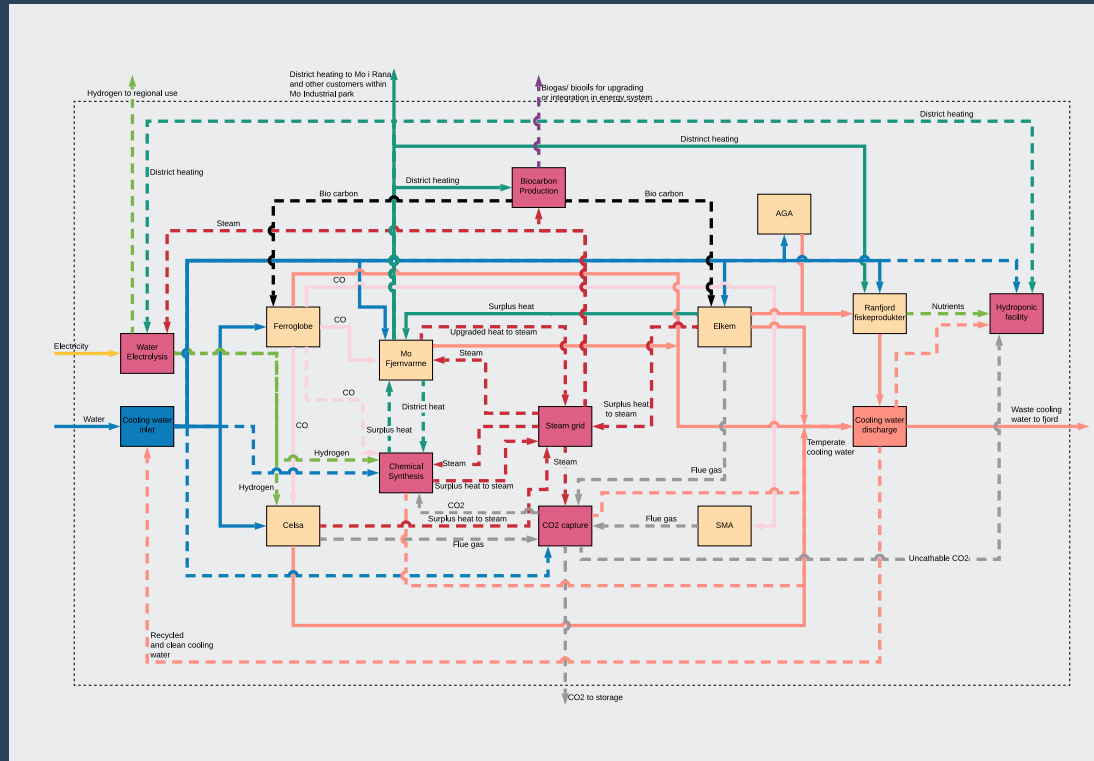 District heating to Mo i Rana
and other customers within
Mo Industrial park
Hydrogen to regional use
Biogas/ biooils for upgrading
or integration in energy system
District heating
Distrinct heating
District heating
District heating
Biocarbon
Production
Bio carbon
Bio carbon
AGA
Steam
CO
Surplus heat
Nutrients
Ranfjord
fiskeprodukter
Hydroponic
facility
Ferroglobe
CO
Elkem
Upgraded heat to steam
Electricity
Water
Electrolysis
Mo
Fjernvarme
Steam
CO
District heat
Surplus heat
to steam
Water
Cooling water
inlet
CO
Surplus heat
Steam grid
Cooling water
discharge
Waste cooling
water to fjord
Temperate
cooling water
Hydrogen
Chemical
Synthesis
Steam
Steam
Flue gas
Hydrogen
Surplus heat to steam
CO2
Celsa
Surplus heat to steam
CO2 capture
Flue gas
SMA
Flue gas
Uncathable CO2
Recycled
and clean cooling
water
CO2 to storage